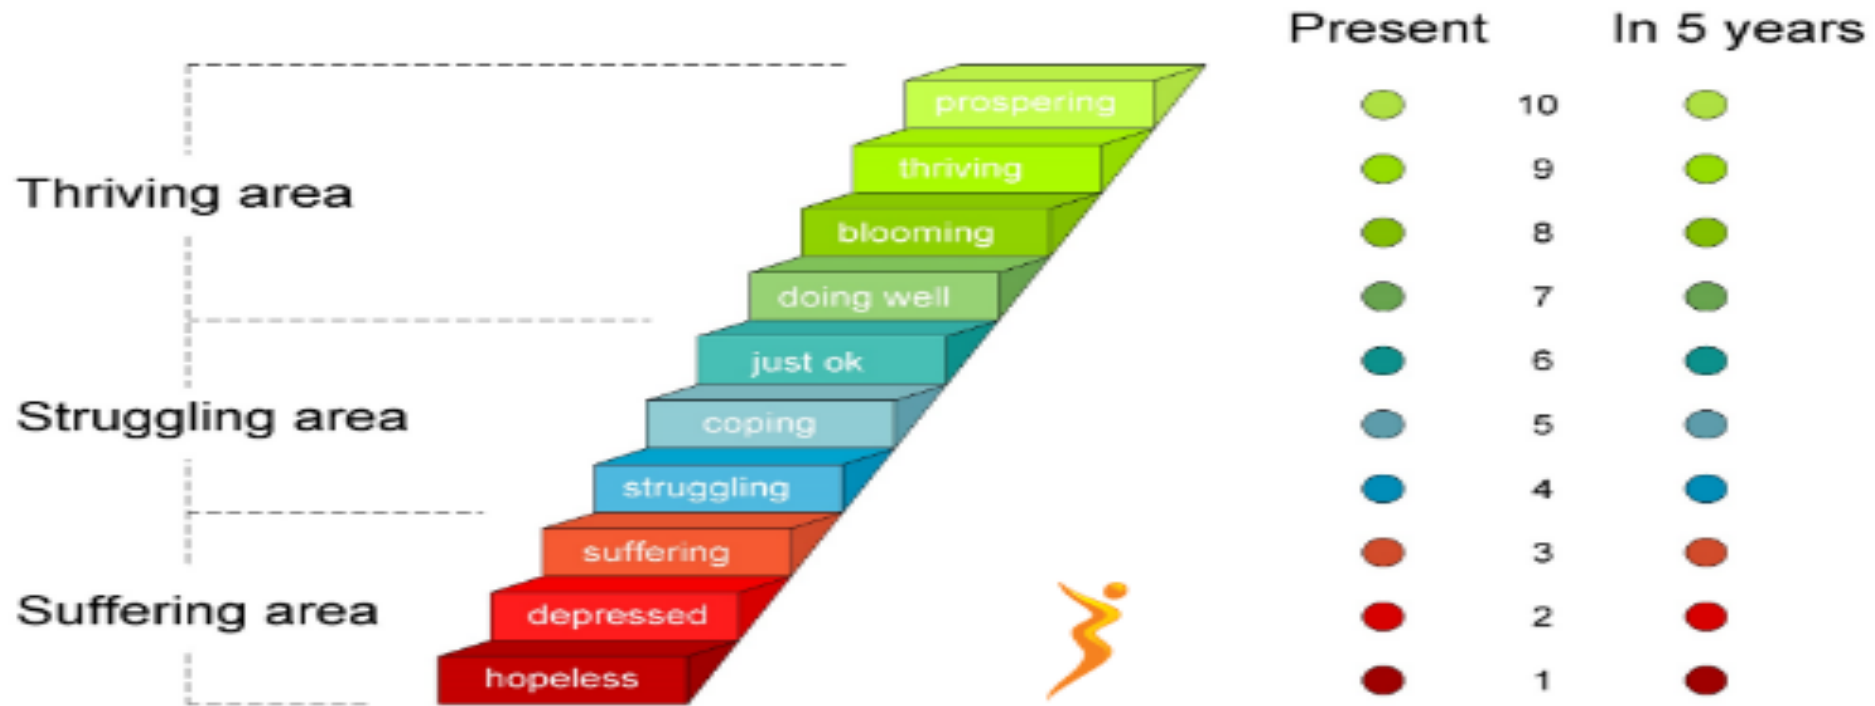 Present In 5 years
prospering 10
thriving 9
Thriving area
blooming 8
doing well 7
just ok 6
Struggling area
coping 5
struggling 4
suffering 3
Suffering area
depressed 2
hopeless 1